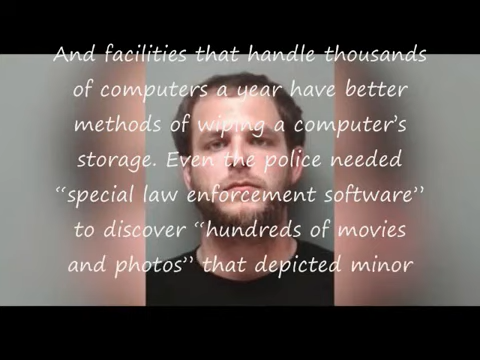 And facilities that handle thousands
of computers a year have better
methods of wiping a computer's
storage. Even the police needed
“special law enforcement software”
to discover “hundreds of movies
and photos” that depicted minor